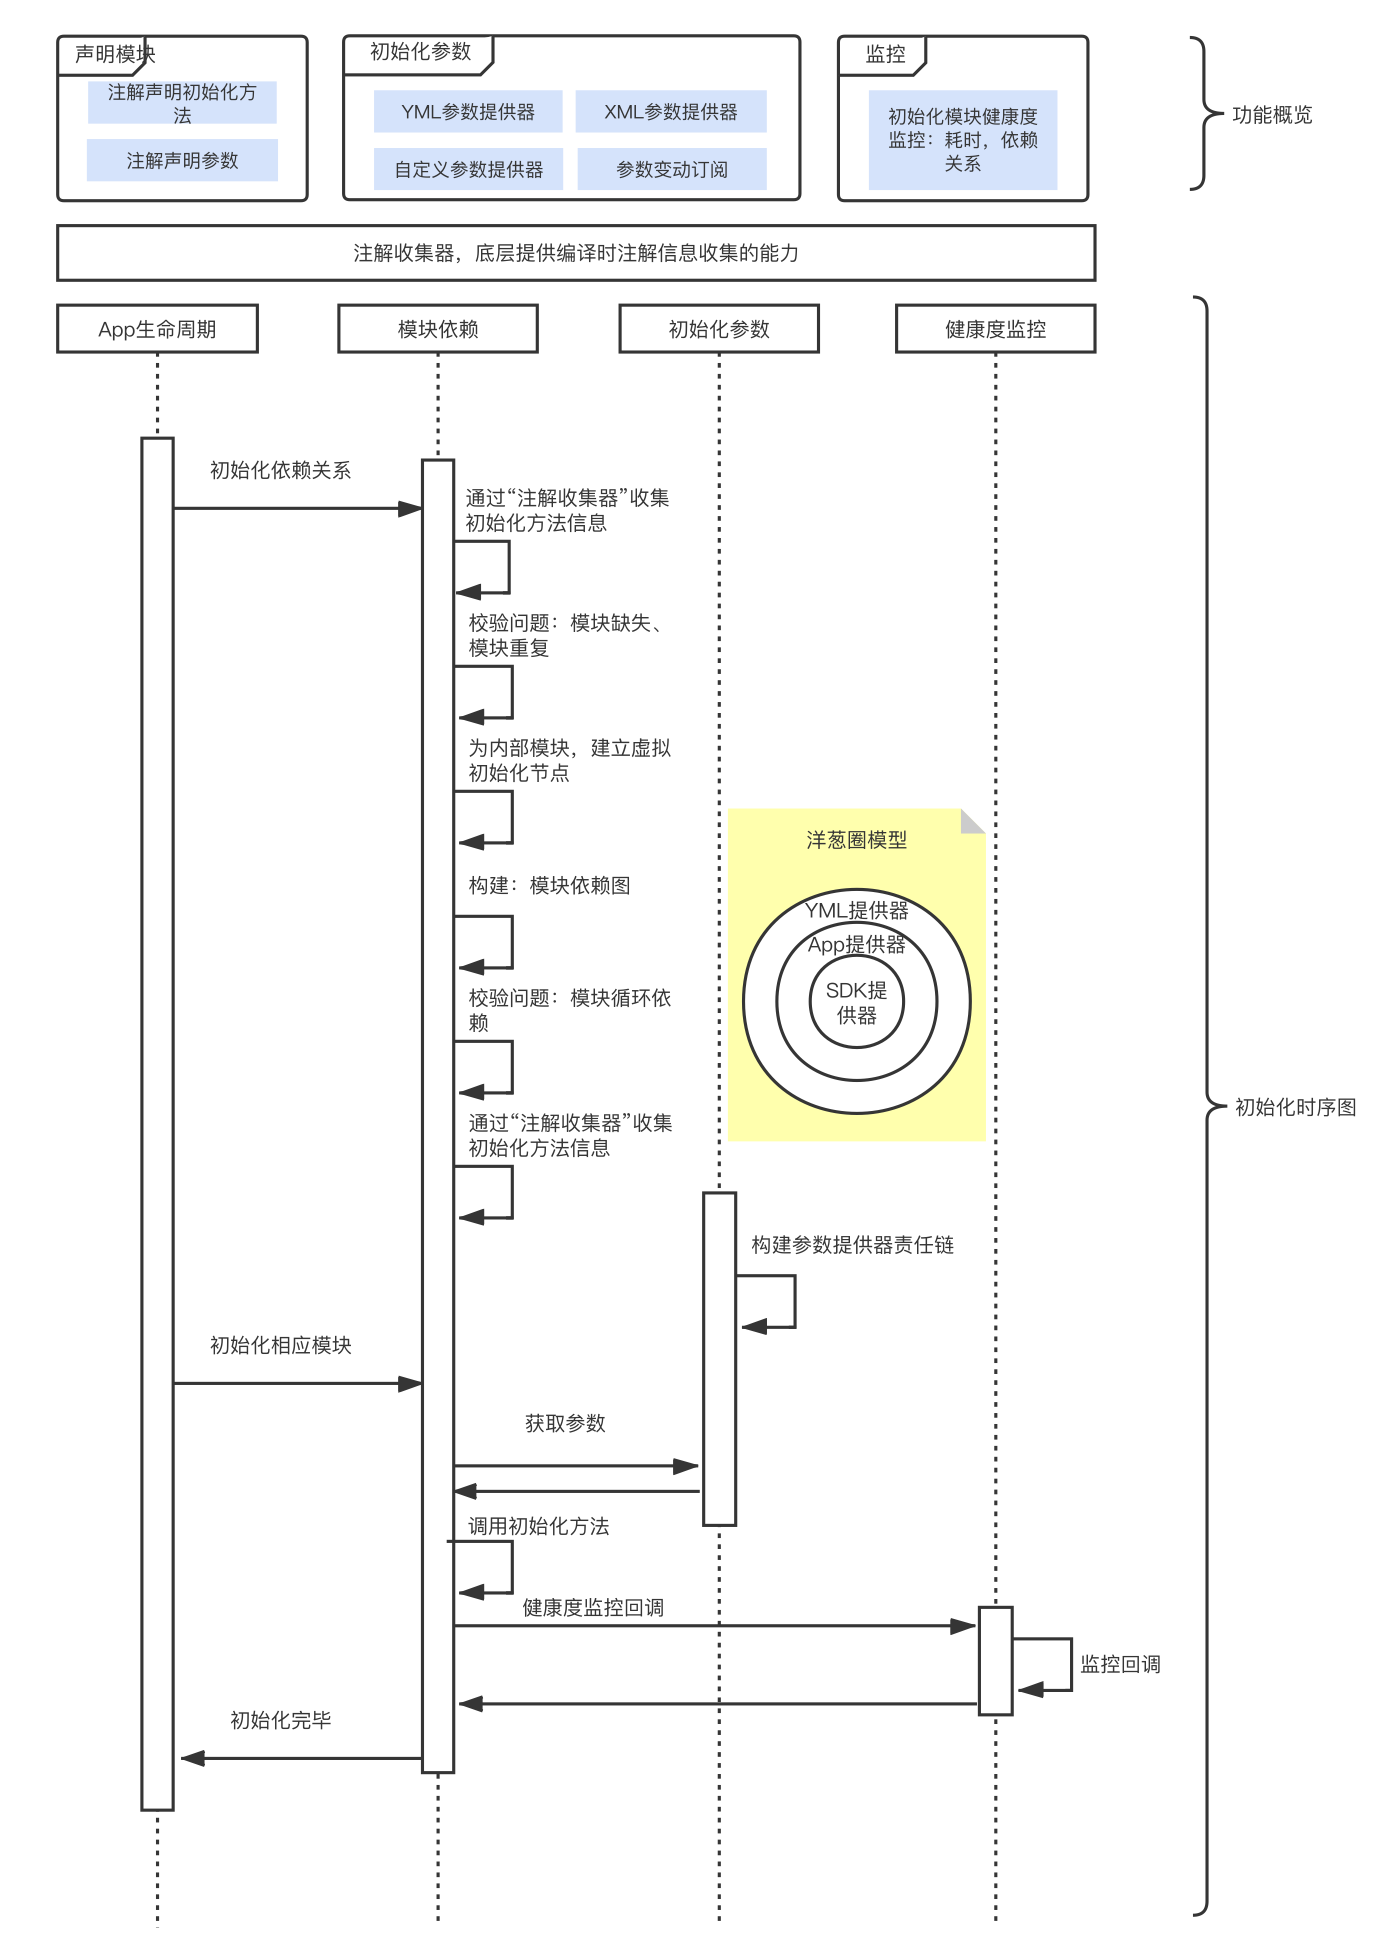 声明模块
注解声明初始化方
法
注解声明参数
初始化参数
YML参数提供器
XML参数提供器
自定义参数提供器
参数变动订阅
监控
初始化模块健康度
监控：耗时，依赖
关系
功能概览
注解收集器，底层提供编译时注解信息收集的能力
App生命周期
模块依赖
初始化参数
健康度监控
初始化依赖关系
通过“注解收集器”收集
初始化方法信息
校验问题：模块缺失、
模块重复
为内部模块，建立虚拟
初始化节点
洋葱圈模型
YML提供器
App提供器
SDK提
供器
构建：模块依赖图
校验问题：模块循环依
赖
初始化时序图
通过“注解收集器”收集
初始化方法信息
构建参数提供器责任链
初始化相应模块
获取参数
调用初始化方法
健康度监控回调
监控回调
初始化完毕